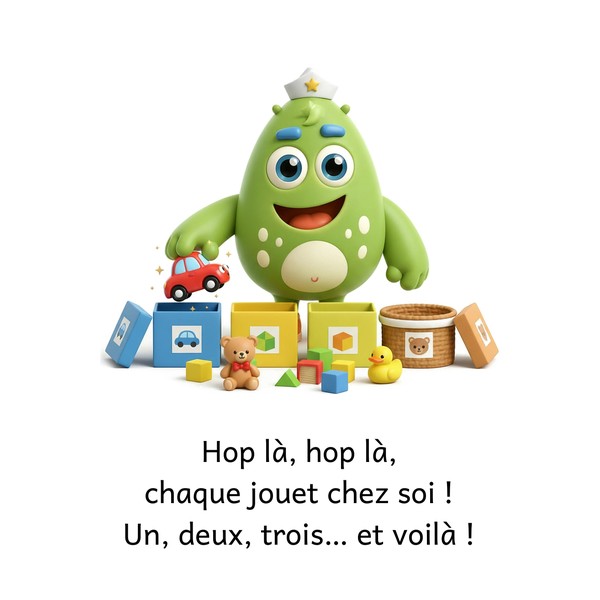 Hop là, hop là,
chaque jouet chez soi !
Un, deux, trois... et voilà !